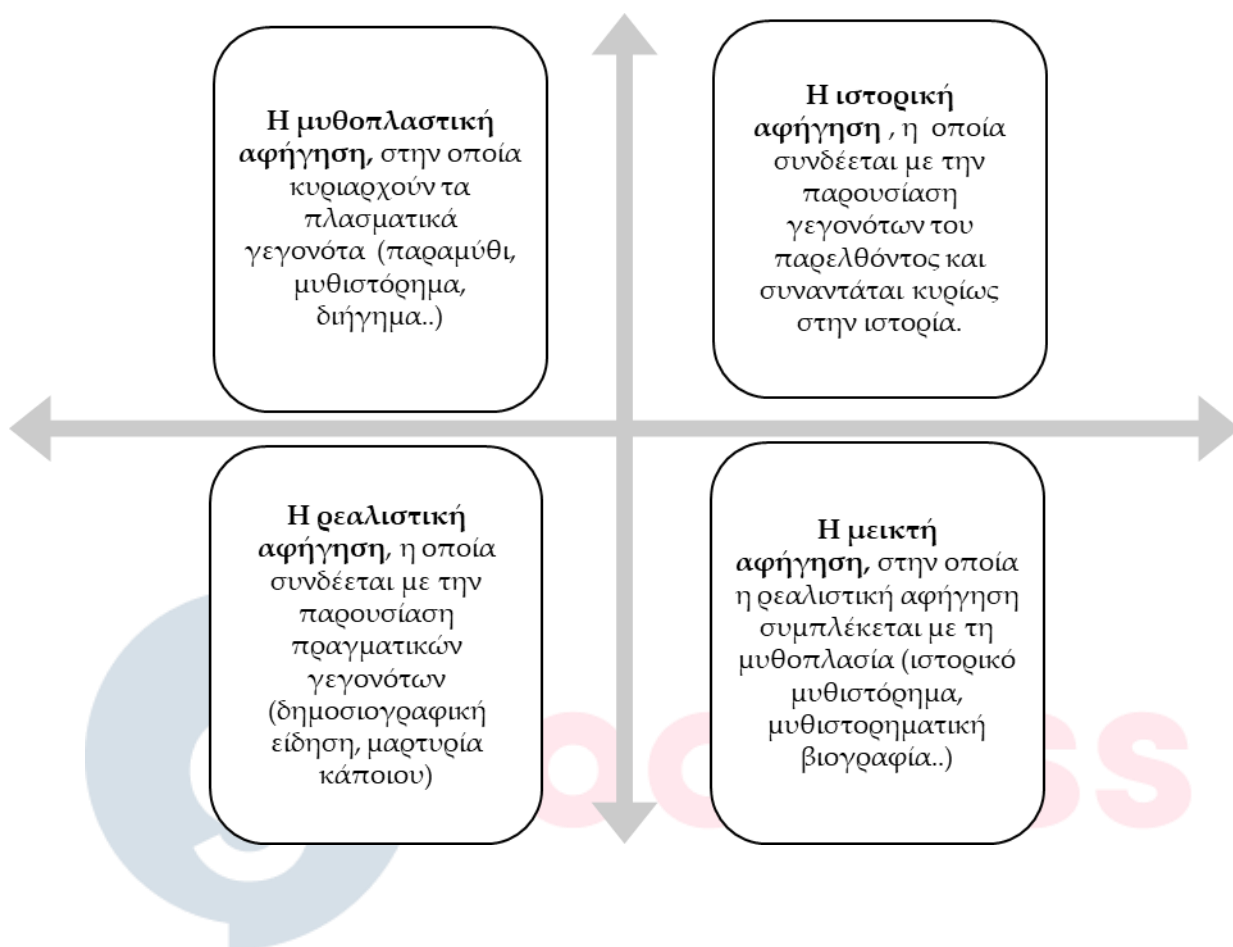 Η μυθοπλαστική
αφήγηση, στην οποία
κυριαρχούν τα
πλασματικά
γεγονότα (παραμύθι,
μυθιστόρημα,
διήγημα..)
Η ιστορική
αφήγηση , η οποία
συνδέεται με την
παρουσίαση
γεγονότων του
παρελθόντος και
συναντάται κυρίως
στην ιστορία.
Η ρεαλιστική
αφήγηση, η οποία
συνδέεται με την
παρουσίαση
πραγματικών
γεγονότων
(δημοσιογραφική
είδηση, μαρτυρία
κάποιου)
Η μεικτή
αφήγηση, στην οποία
η ρεαλιστική αφήγηση
συμπλέκεται με τη
μυθοπλασία (ιστορικό
μυθιστόρημα,
μυθιστορηματική
βιογραφία..)